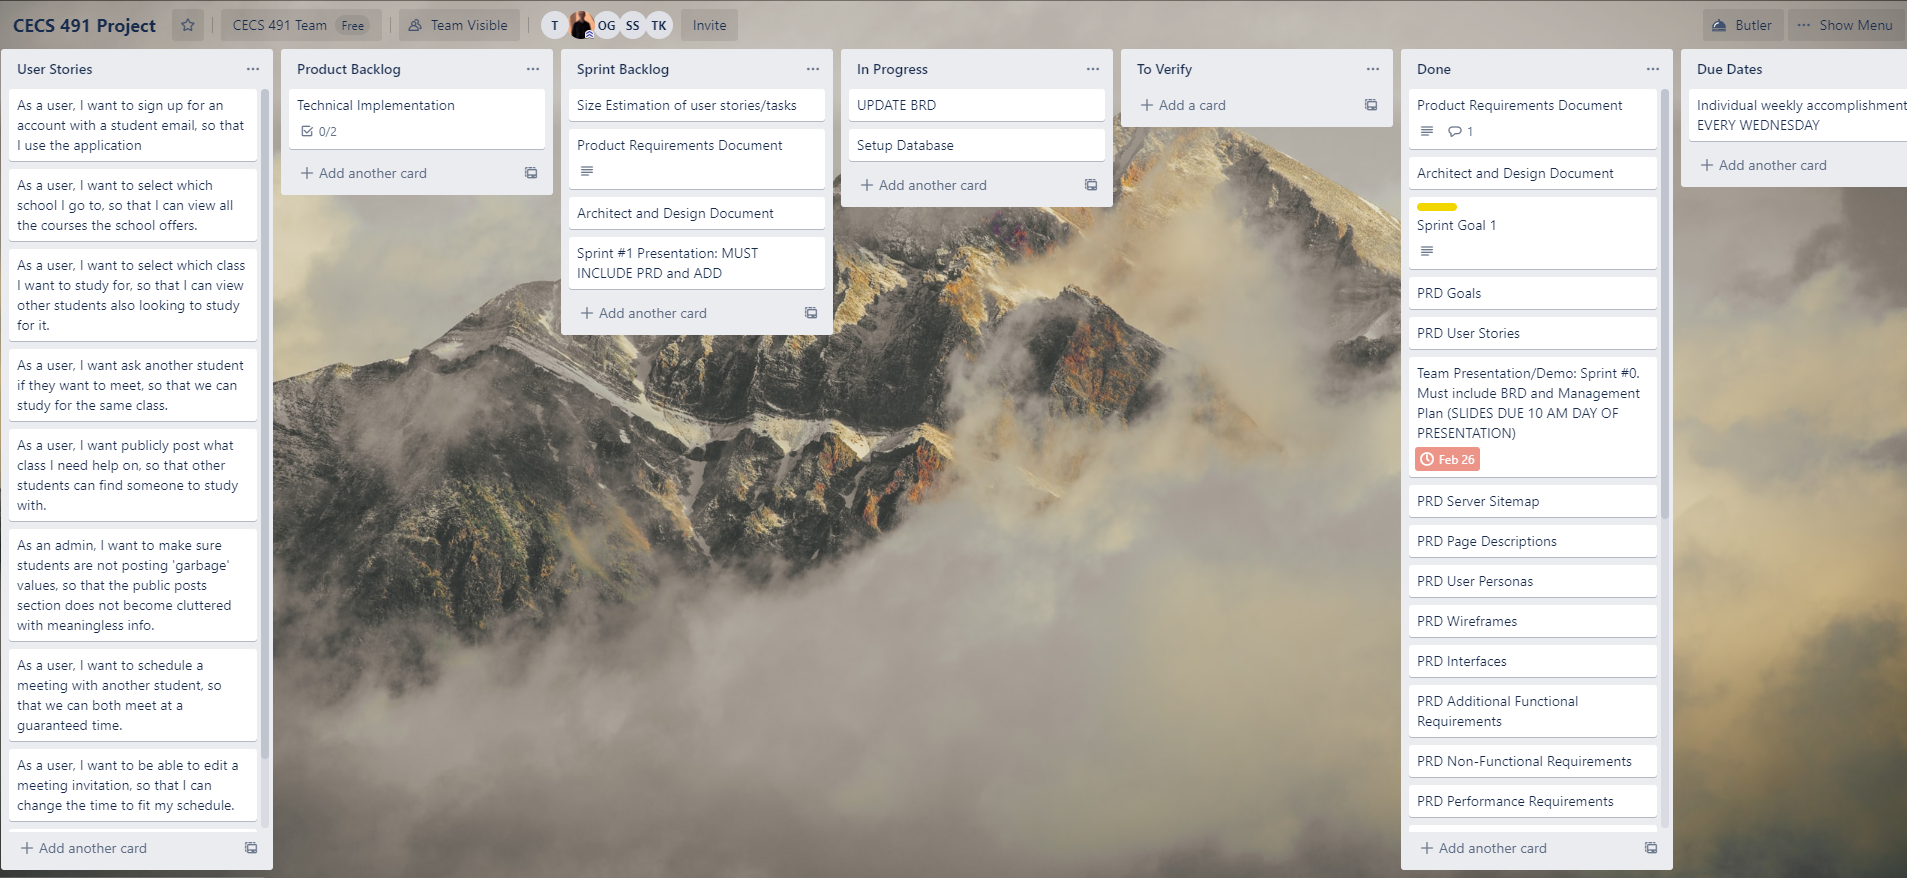 CECS 491 Project
CECS 491 Team Free
Team Visible
T OG SS TK
Invite
Butler
Show Menu
User Stories
As a user, I want to sign up for an
account with a student email, so that
I use the application
As a user, I want to select which
school I go to, so that I can view all
the courses the school offers.
As a user, I want to select which class
I want to study for, so that I can view
other students also looking to study
for it.
As a user, I want ask another student
if they want to meet, so that we can
study for the same class.
As a user, I want publicly post what
class I need help on, so that other
students can find someone to study
with.
As an admin, I want to make sure
students are not posting 'garbage'
values, so that the public posts
section does not become cluttered
with meaningless info.
As a user, I want to schedule a
meeting with another student, so
that we can both meet at a
guaranteed time.
As a user, I want to be able to edit a
meeting invitation, so that I can
change the time to fit my schedule.
+ Add another card
Product Backlog
Technical Implementation
0/2
+ Add another card
Sprint Backlog
Size Estimation of user stories/tasks
Product Requirements Document
Architect and Design Document
Sprint #1 Presentation: MUST
INCLUDE PRD and ADD
+ Add another card
In Progress
UPDATE BRD
Setup Database
+ Add another card
To Verify
+ Add a card
Done
Product Requirements Document
1
Architect and Design Document
Sprint Goal 1
PRD Goals
PRD User Stories
Team Presentation/Demo: Sprint #0.
Must include BRD and Management
Plan (SLIDES DUE 10 AM DAY OF
PRESENTATION)
Feb 26
PRD Server Sitemap
PRD Page Descriptions
PRD User Personas
PRD Wireframes
PRD Interfaces
PRD Additional Functional
Requirements
PRD Non-Functional Requirements
PRD Performance Requirements
+ Add another card
Due Dates
Individual weekly accomplishment
EVERY WEDNESDAY
+ Add another card